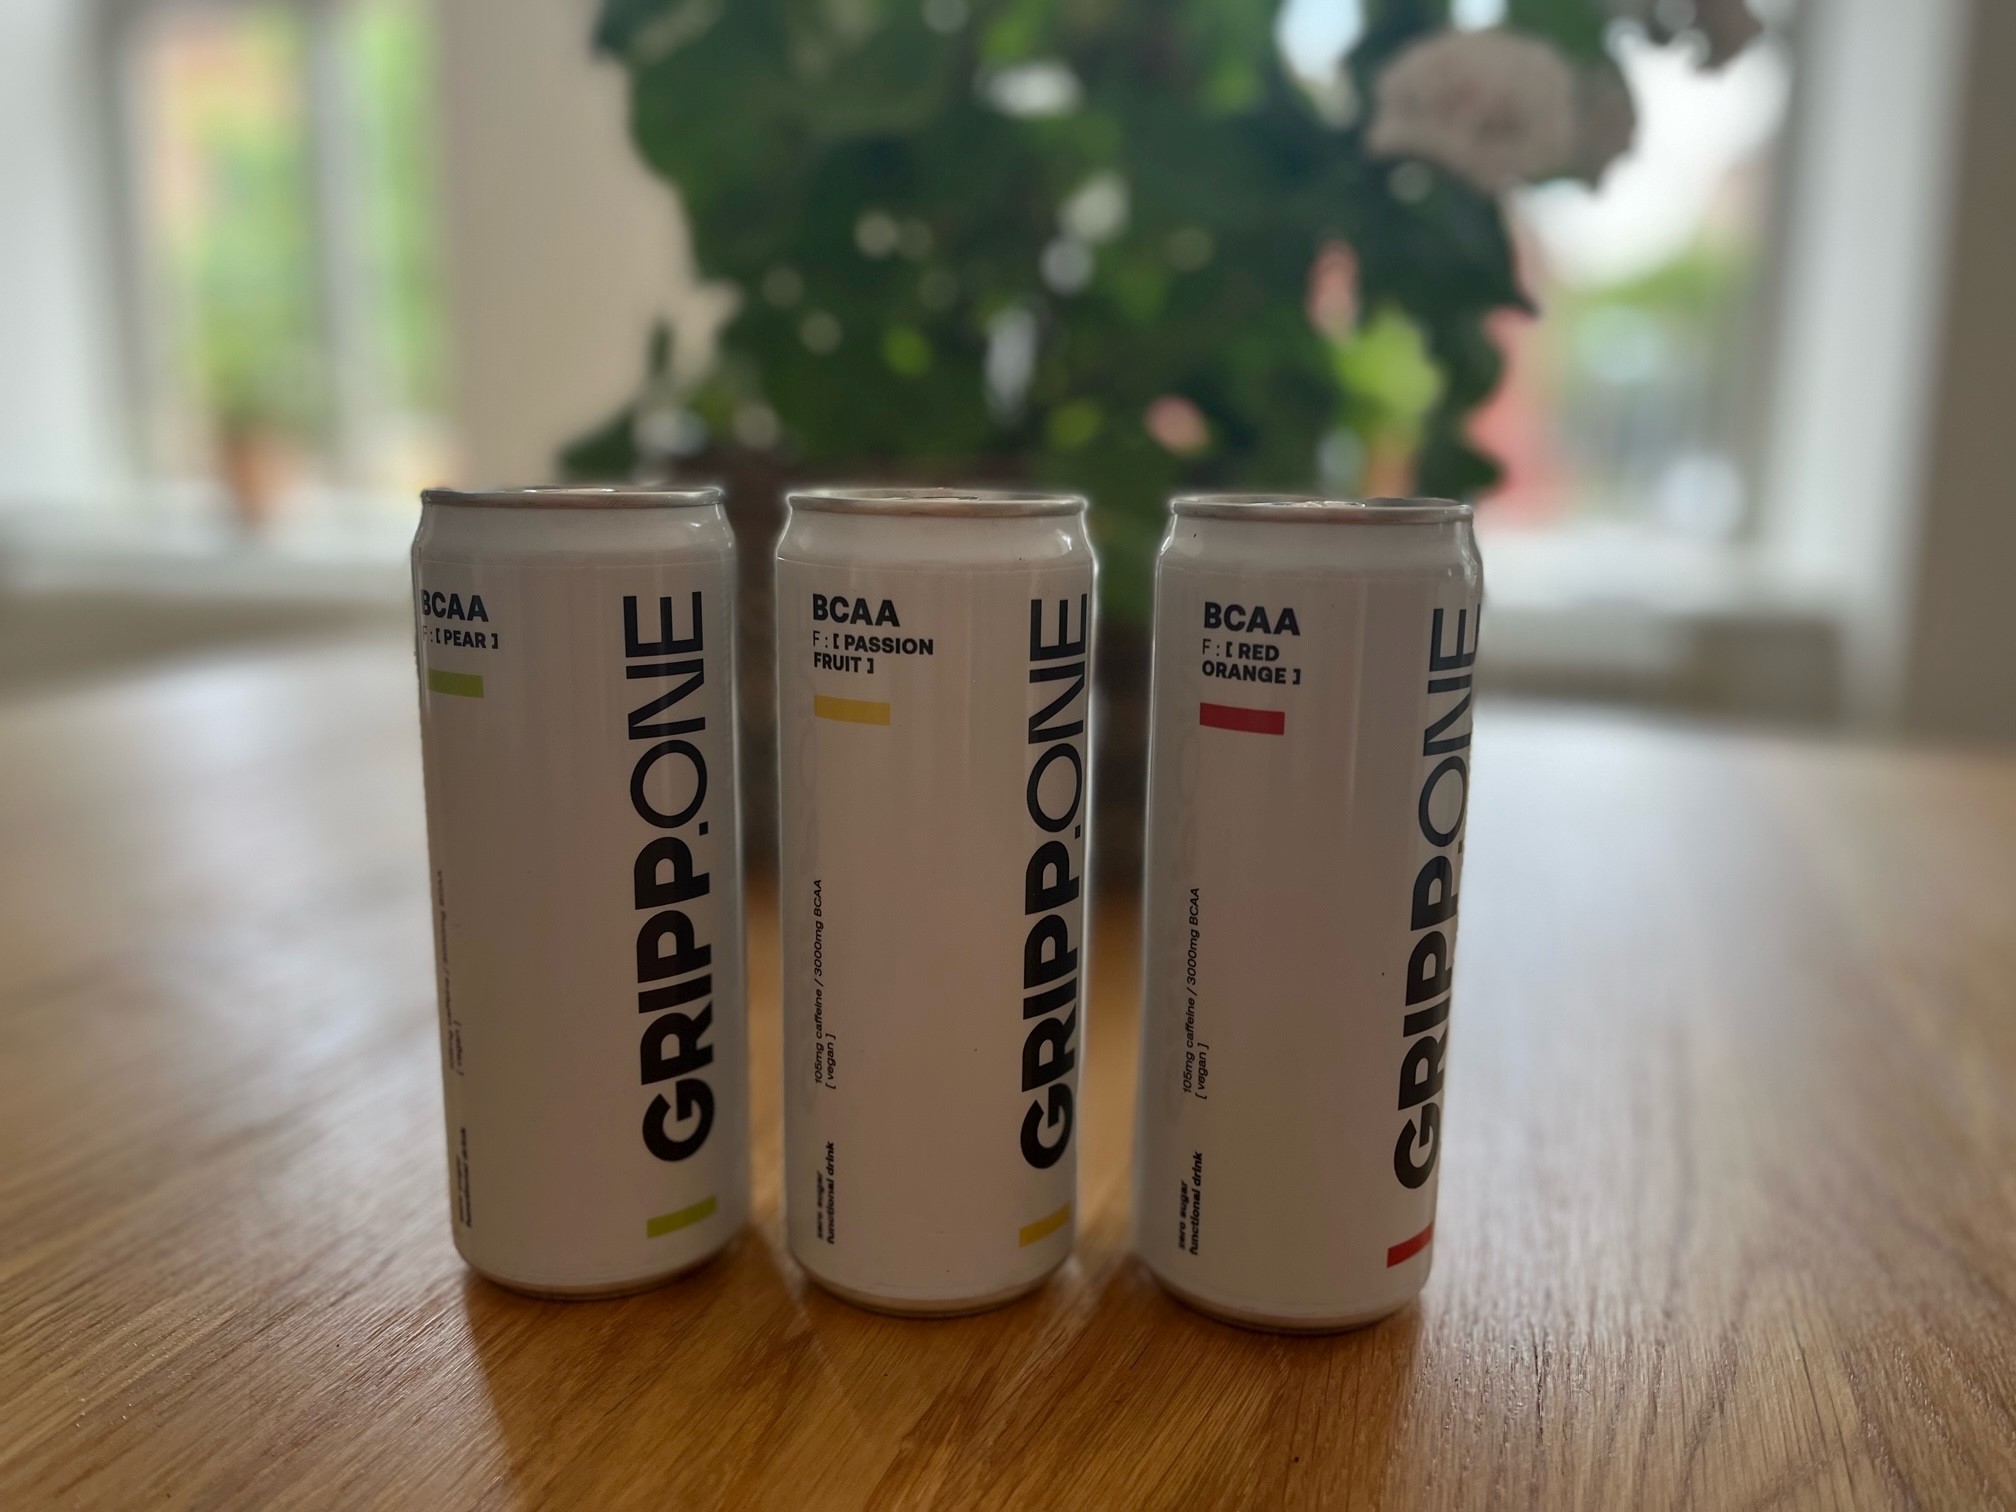 BCAA
F : [ PEAR ]
GRIPP.ONE
BCAA
F : [ PASSION
FRUIT ]
105mg caffeine / 3000mg BCAA
[ vegan ]
zero sugar
functional drink
GRIPP.ONE
BCAA
F : [ RED
ORANGE ]
105mg caffeine / 3000mg BCAA
[ vegan ]
zero sugar
functional drink
GRIPP.ONE